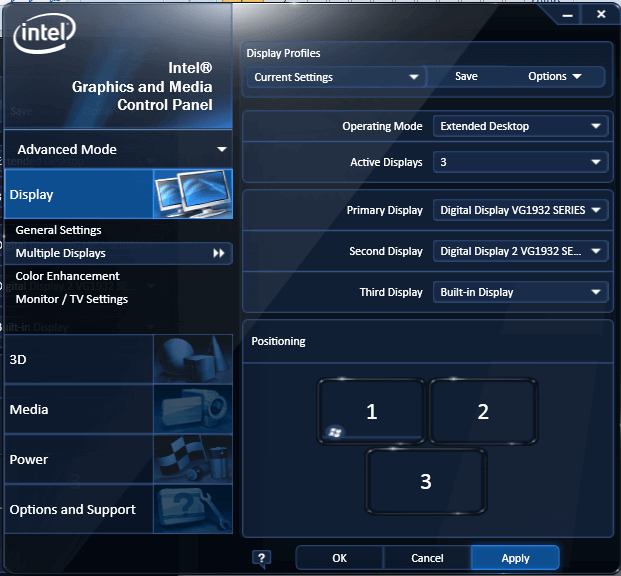 intel
Intel®
Graphics and Media
Control Panel
Advanced Mode
Display
General Settings
Multiple Displays
Color Enhancement
Monitor / TV Settings
3D
Media
Power
Options and Support
Display Profiles
Current Settings Save Options
Operating Mode Extended Desktop
Active Displays 3
Primary Display Digital Display VG1932 SERIES
Second Display Digital Display 2 VG1932 SE...
Third Display Built-in Display
Positioning
1 2
3
? OK Cancel Apply